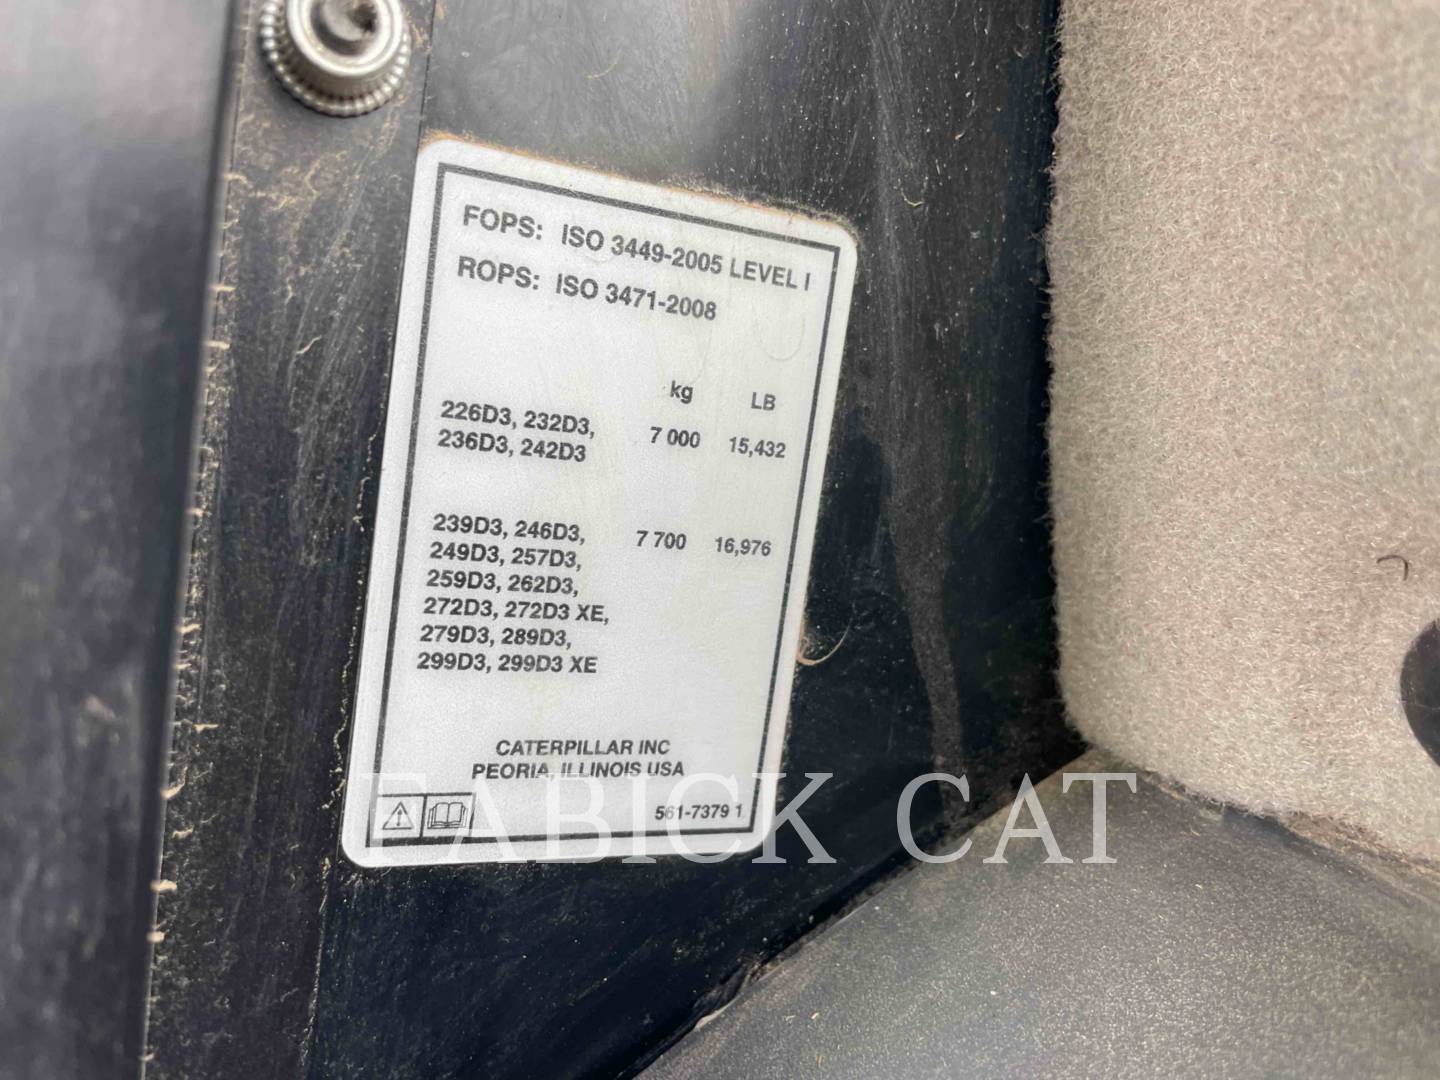 FOPS: ISO 3449-2005 LEVEL I
ROPS: ISO 3471-2008
kg LB
226D3, 232D3, 7 000 15,432
236D3, 242D3
239D3, 246D3, 7 700 16,976
249D3, 257D3,
259D3, 262D3,
272D3, 272D3 XE,
279D3, 289D3,
299D3, 299D3 XE
CATERPILLAR INC
PEORIA, ILLINOIS USA
561-7379 1
FABICK CAT